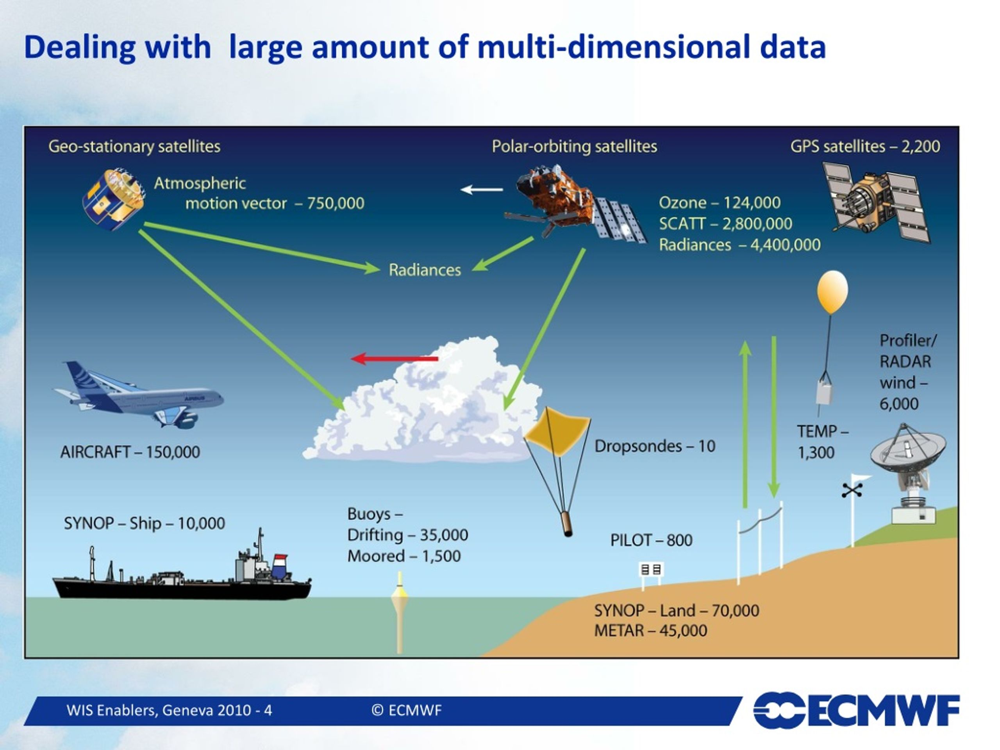 Dealing with large amount of multi-dimensional data
Geo-stationary satellites
Polar-orbiting satellites
GPS satellites – 2,200
Atmospheric
motion vector – 750,000
Ozone – 124,000
SCATT – 2,800,000
Radiances – 4,400,000
Radiances
Profiler/
RADAR
wind –
6,000
AIRBUS
TEMP –
1,300
AIRCRAFT – 150,000
Dropsondes – 10
SYNOP – Ship – 10,000
Buoys –
Drifting – 35,000
Moored – 1,500
PILOT – 800
SYNOP – Land – 70,000
METAR – 45,000
WIS Enablers, Geneva 2010 - 4
© ECMWF
ECMWF